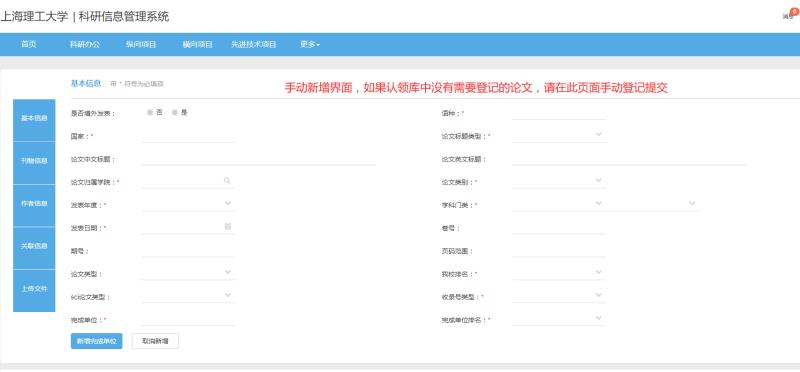 上海理工大学 | 科研信息管理系统
消息 0
首页 科研办公 纵向项目 横向项目 先进技术项目 更多
基本信息 带 * 符号为必填项
手动新增界面，如果认领库中没有需要登记的论文，请在此页面手动登记提交
基本信息
刊物信息
作者信息
关联信息
上传文件
是否境外发表： 否 是 语种：*
国家：* 论文标题类型：*
论文中文标题： 论文英文标题：
论文归属学院：* 论文类别：*
发表年度：* 学科门类：*
发表日期：* 卷号：
期号： 页码范围：
论文类型： 我校排名：*
sci论文类型： 收录号类型：*
完成单位：* 完成单位排名：*
新增完成单位 取消新增